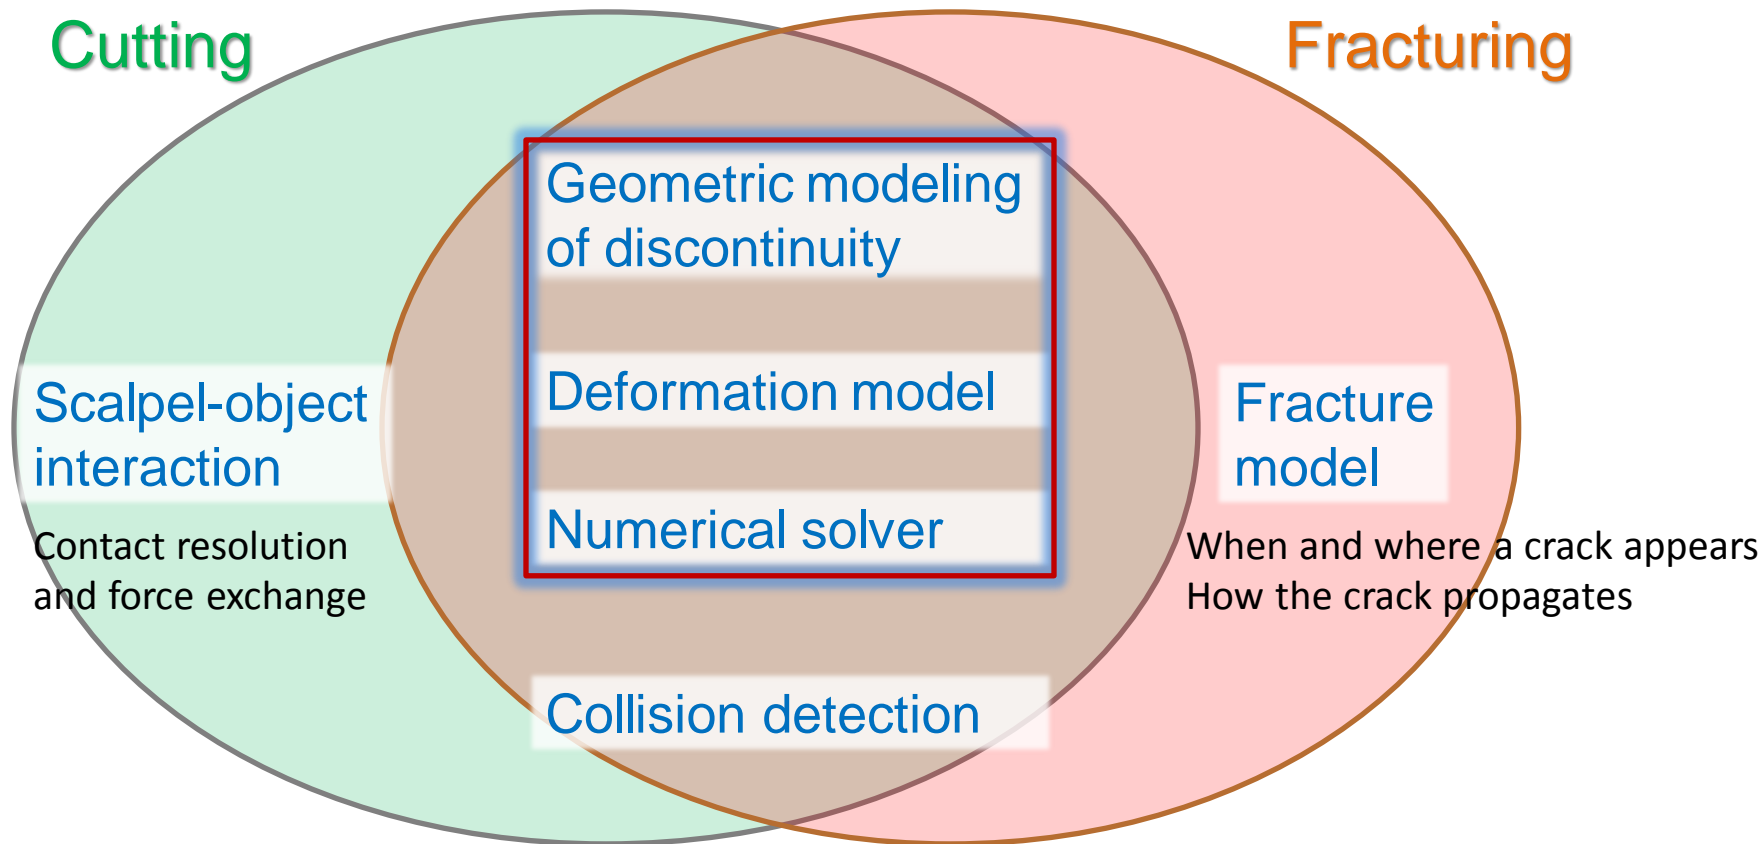 Cutting
Fracturing
Geometric modeling
of discontinuity
Deformation model
Numerical solver
Collision detection
Scalpel-object
interaction
Contact resolution
and force exchange
Fracture
model
When and where a crack appears
How the crack propagates